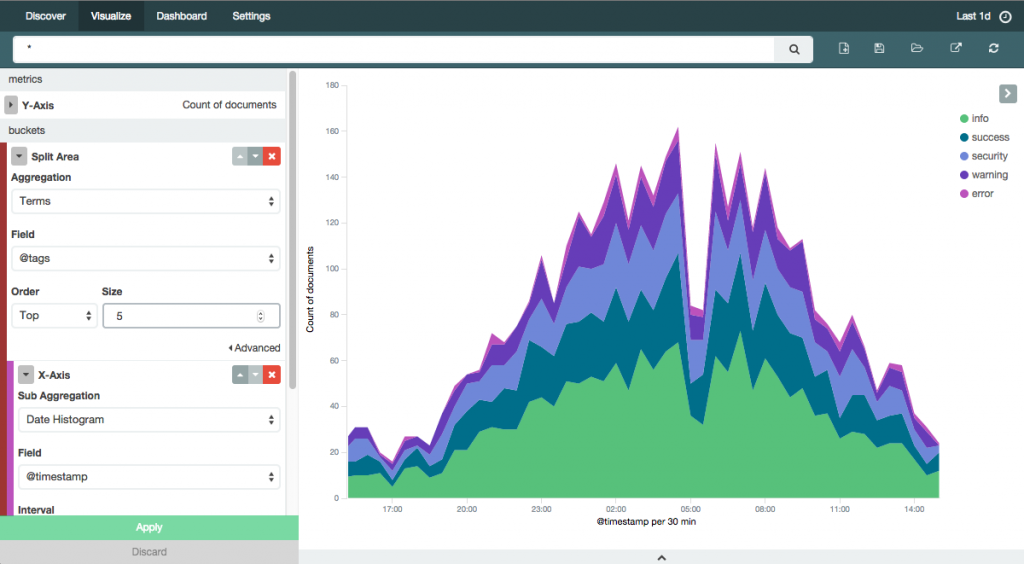 Discover Visualize Dashboard Settings Last 1d
*
metrics
Y-Axis Count of documents
buckets
Split Area
Aggregation
Terms
Field
@tags
Order Size
Top 5
Advanced
X-Axis
Sub Aggregation
Date Histogram
Field
@timestamp
Interval
Apply
Discard
180
160
140
120
100
80
60
40
20
0
Count of documents
17:00 20:00 23:00 02:00 05:00 08:00 11:00 14:00
@timestamp per 30 min
info
success
security
warning
error